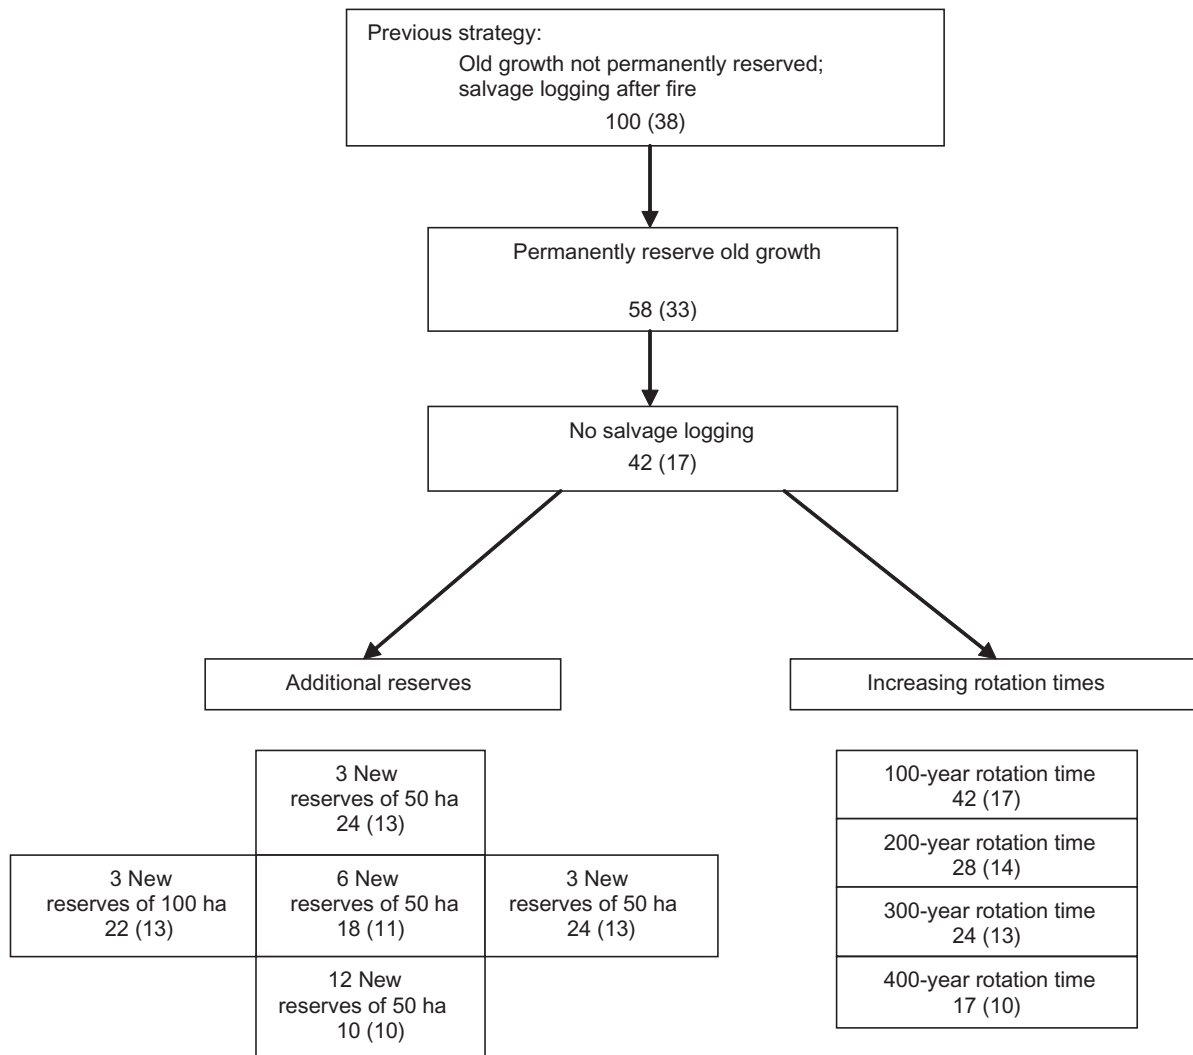 Previous strategy:
Old growth not permanently reserved;
salvage logging after fire
100 (38)
Permanently reserve old growth
58 (33)
No salvage logging
42 (17)
Additional reserves
Increasing rotation times
3 New
reserves of 50 ha
24 (13)
3 New
reserves of 100 ha
22 (13)
6 New
reserves of 50 ha
18 (11)
3 New
reserves of 50 ha
24 (13)
12 New
reserves of 50 ha
10 (10)
100-year rotation time
42 (17)
200-year rotation time
28 (14)
300-year rotation time
24 (13)
400-year rotation time
17 (10)